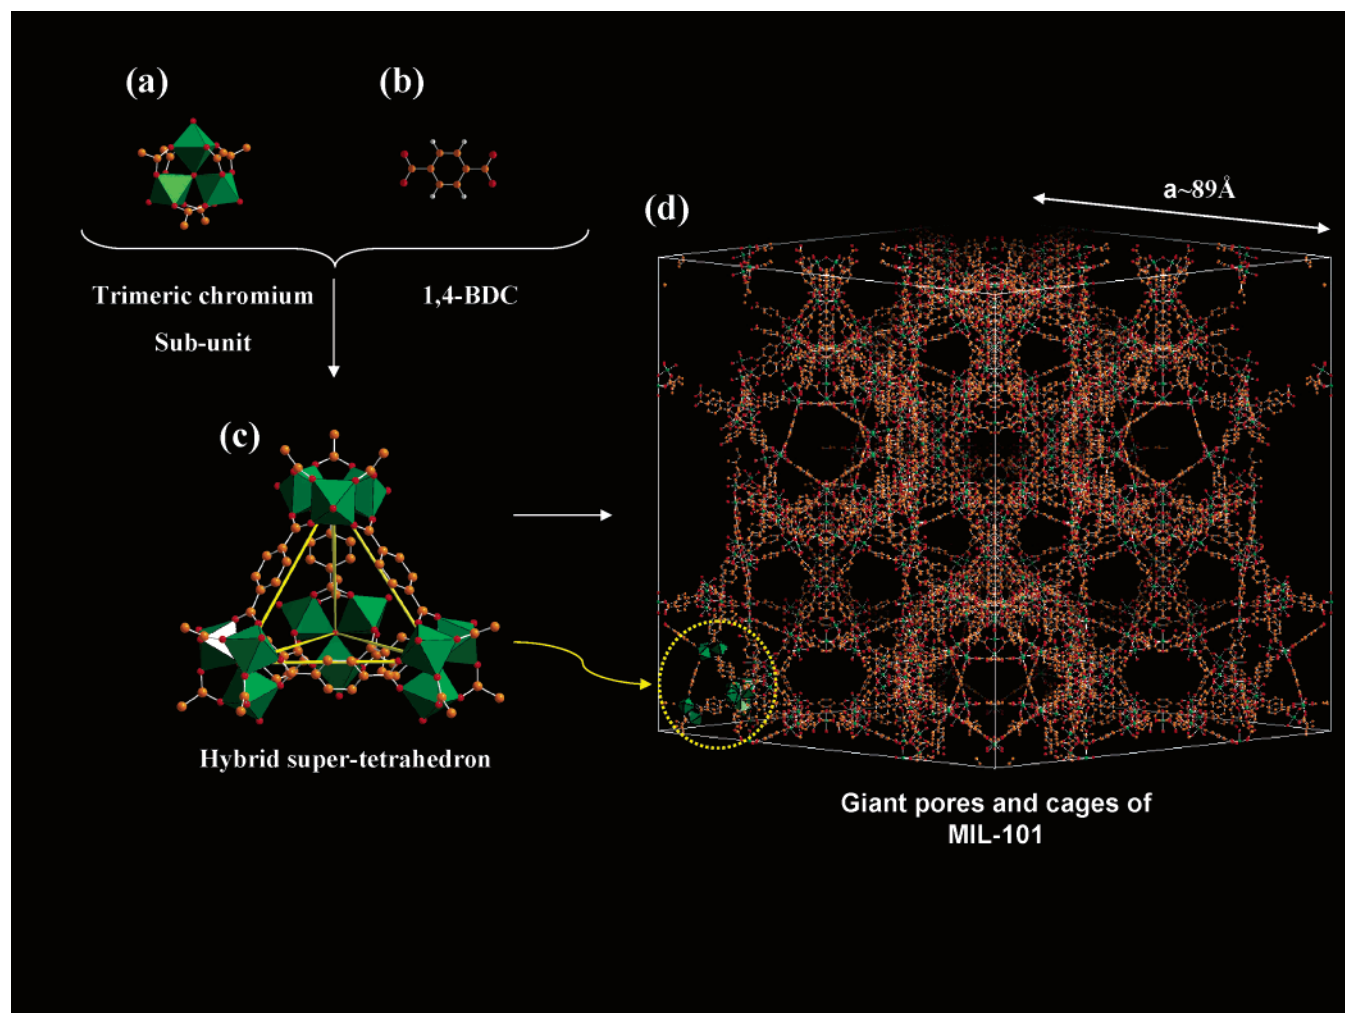 (a)
(b)
Trimeric chromium
Sub-unit
1,4-BDC
(c)
Hybrid super-tetrahedron
(d)
a~89Å
Giant pores and cages of
MIL-101